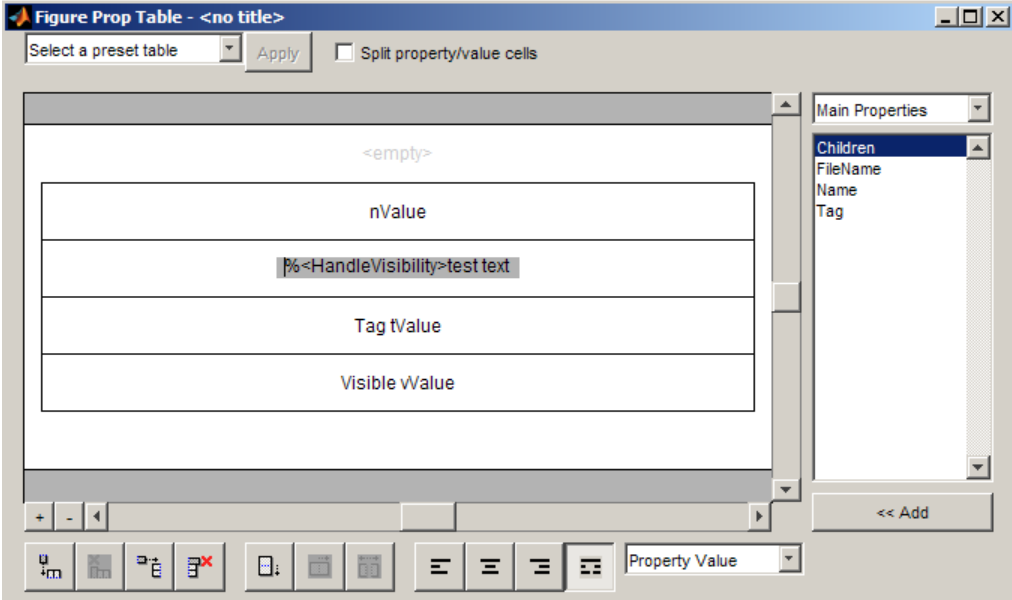 Figure Prop Table - <no title>
Select a preset table
Apply
Split property/value cells
Main Properties
Children
FileName
Name
Tag
<empty>
nValue
%<HandleVisibility>test text
Tag tValue
Visible vValue
+ -
<< Add
Property Value